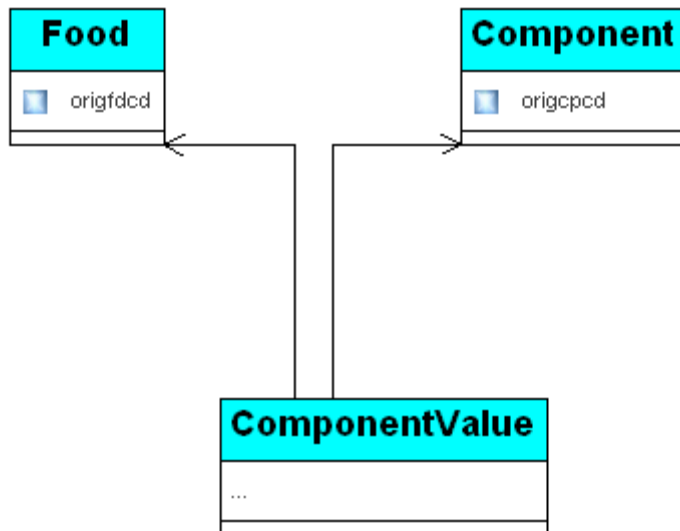 Food
origfdcd
Component
origcpcd
ComponentValue
...